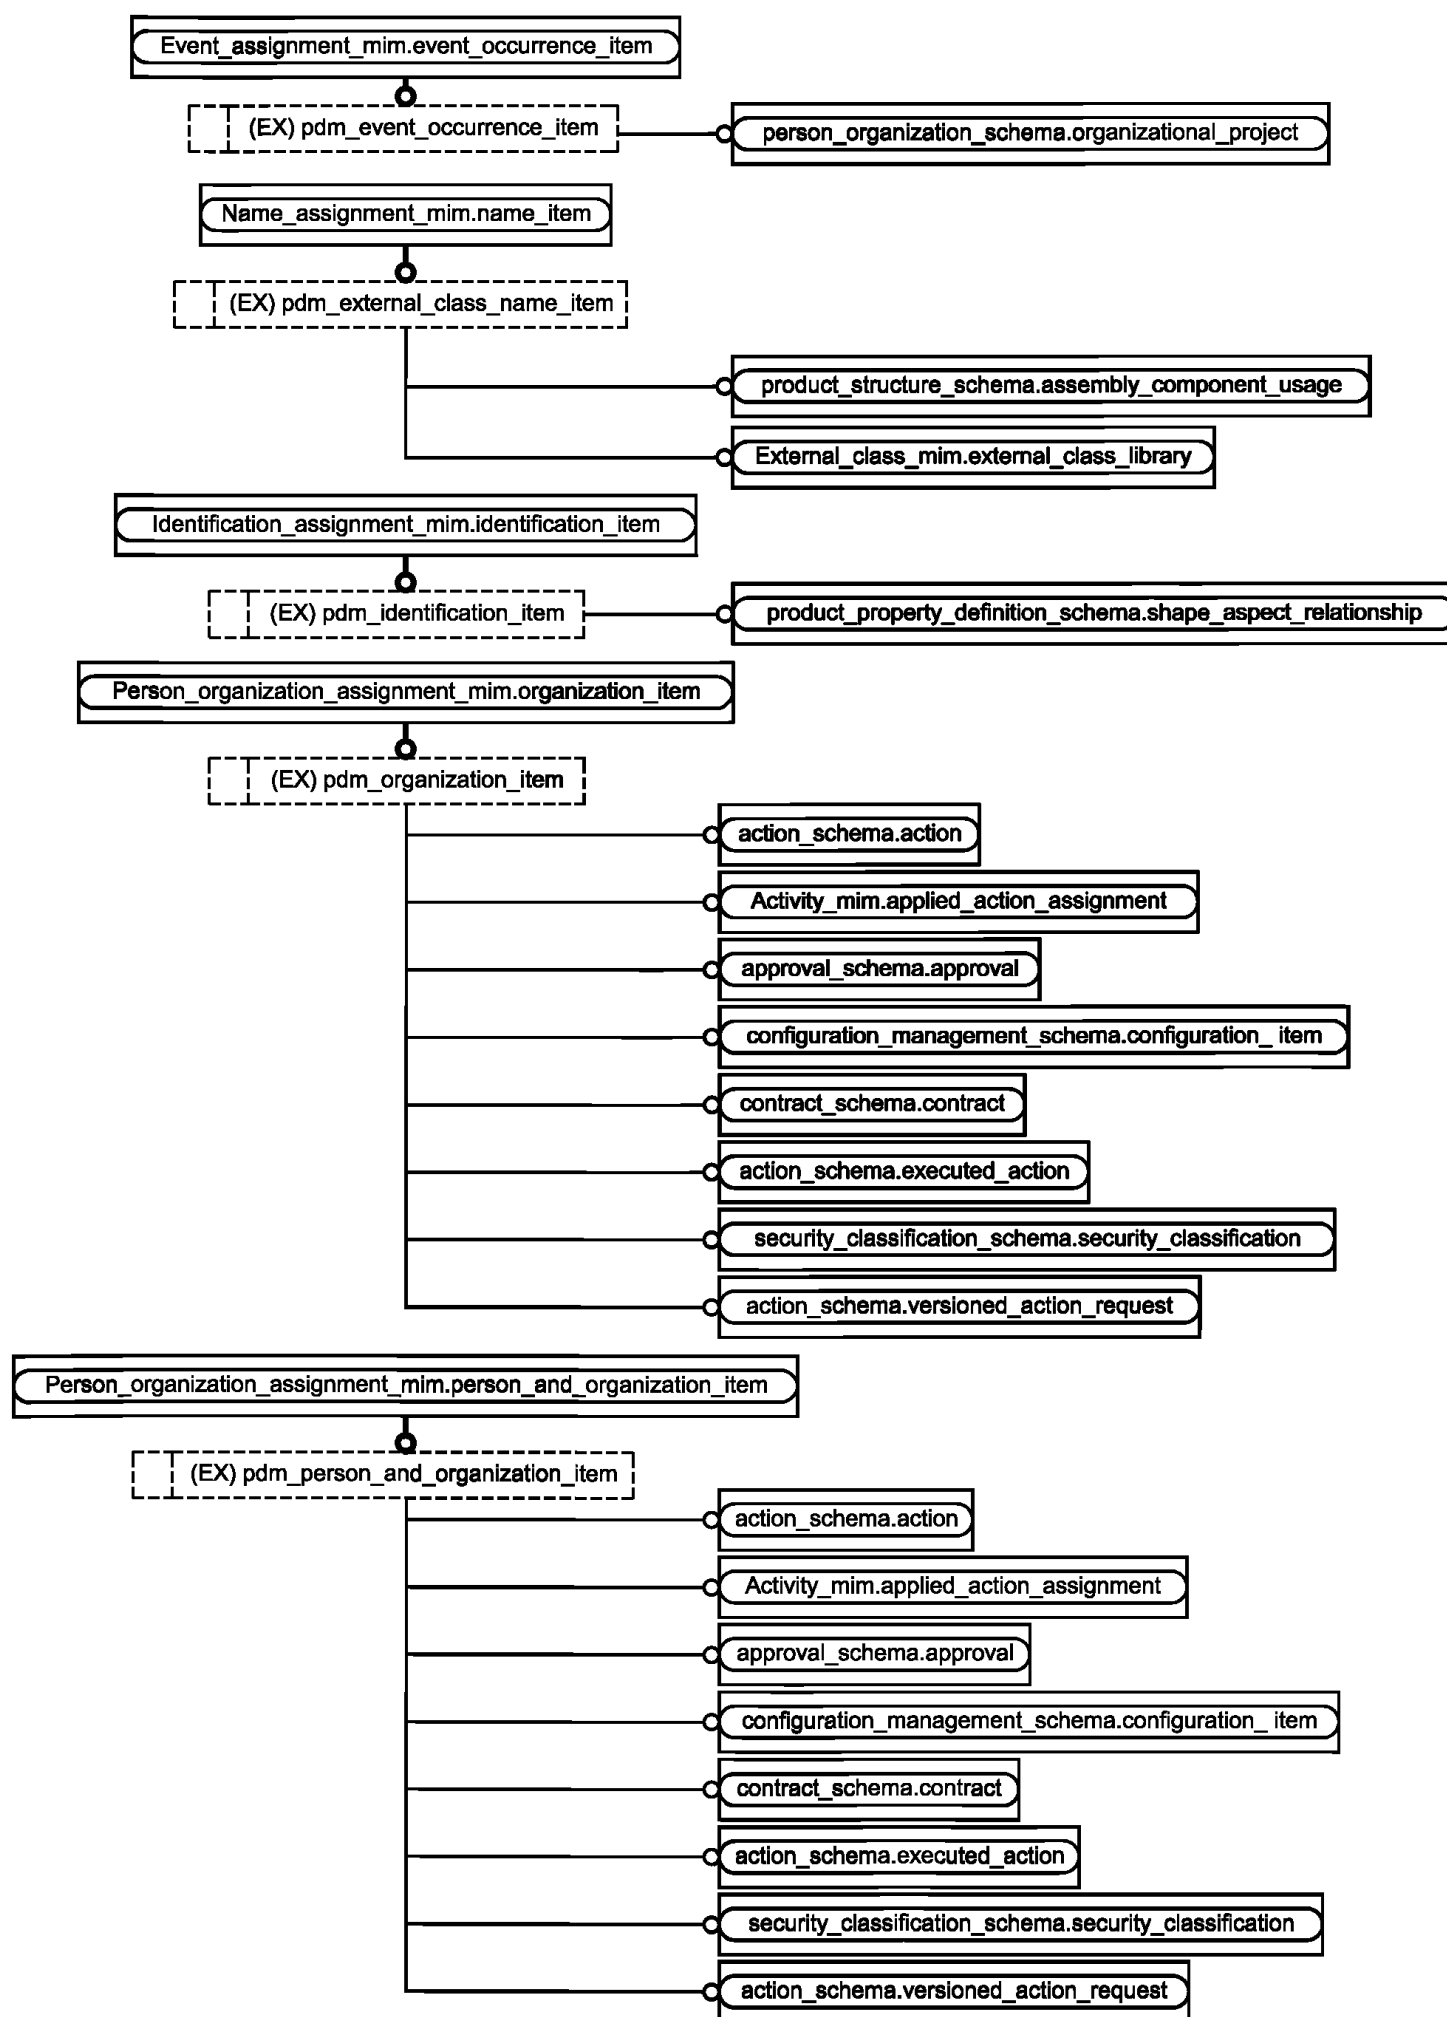 Event_assignment_mim.event_occurrence_item
(EX) pdm_event_occurrence_item
person_organization_schema.organizational_project
Name_assignment_mim.name_item
(EX) pdm_external_class_name_item
product_structure_schema.assembly_component_usage
External_class_mim.external_class_library
Identification_assignment_mim.identification_item
(EX) pdm_identification_item
product_property_definition_schema.shape_aspect_relationship
Person_organization_assignment_mim.organization_item
(EX) pdm_organization_item
action_schema.action
Activity_mim.applied_action_assignment
approval_schema.approval
configuration_management_schema.configuration_ item
contract_schema.contract
action_schema.executed_action
security_classification_schema.security_classification
action_schema.versioned_action_request
Person_organization_assignment_mim.person_and_organization_item
(EX) pdm_person_and_organization_item
action_schema.action
Activity_mim.applied_action_assignment
approval_schema.approval
configuration_management_schema.configuration_ item
contract_schema.contract
action_schema.executed_action
security_classification_schema.security_classification
action_schema.versioned_action_request